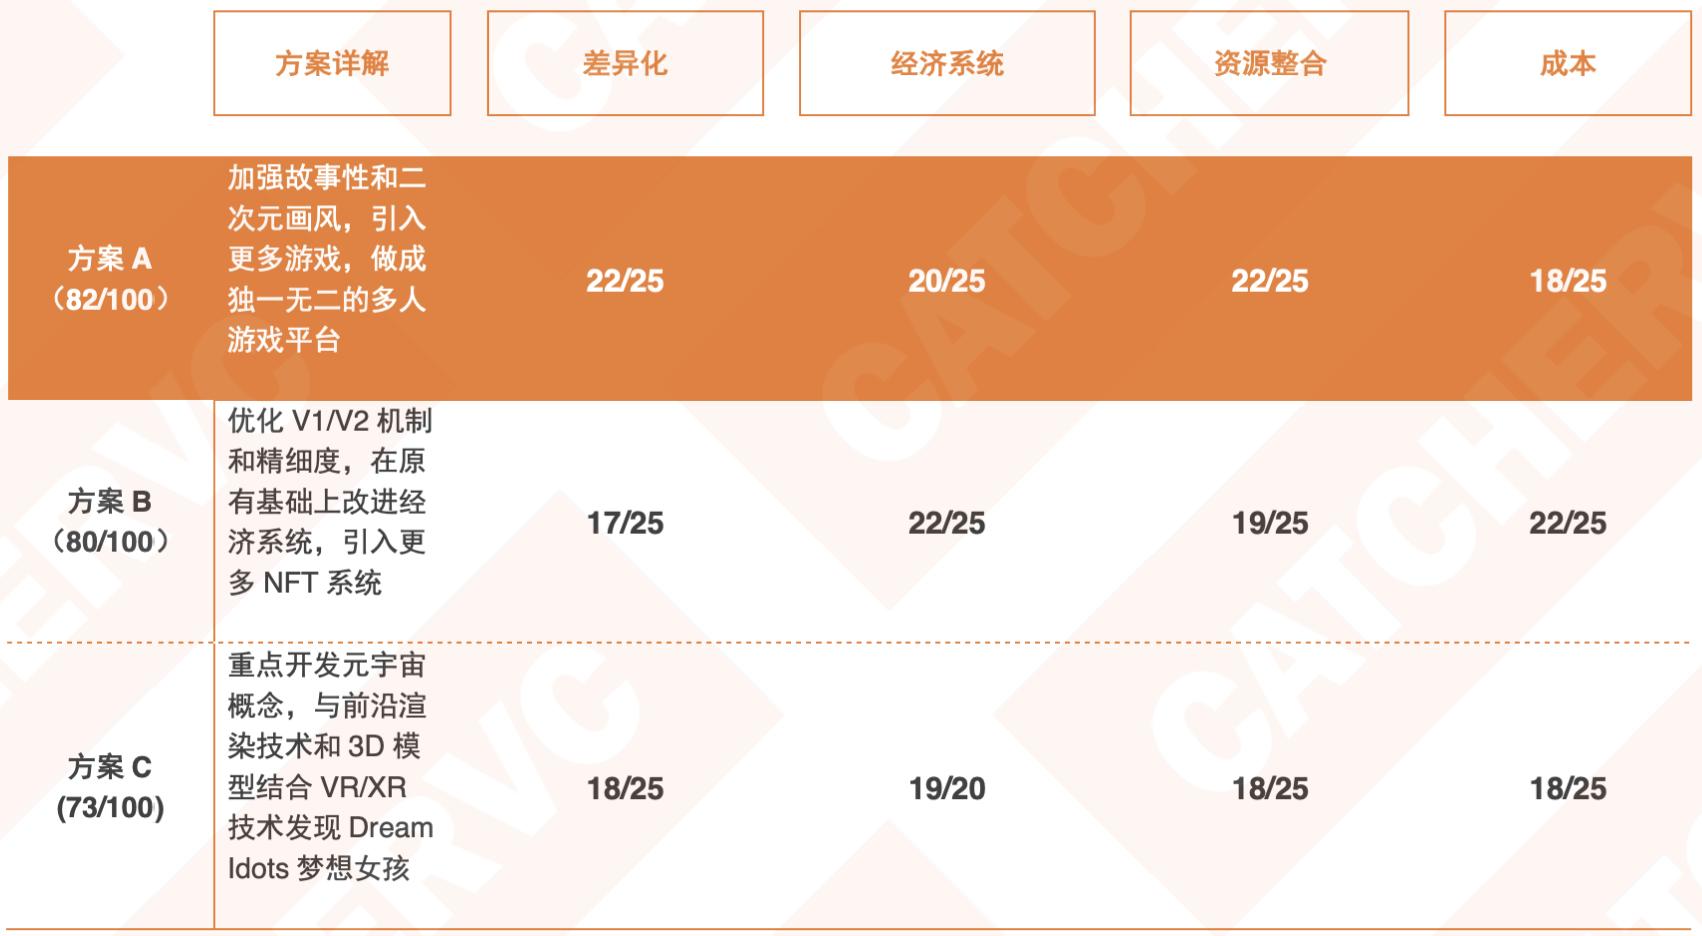 方案详解
差异化
经济系统
资源整合
成本
方案 A
（82/100）
加强故事性和二
次元画风，引入
更多游戏，做成
独一无二的多人
游戏平台
22/25
20/25
22/25
18/25
方案 B
（80/100）
优化 V1/V2 机制
和精细度，在原
有基础上改进经
济系统，引入更
多 NFT 系统
17/25
22/25
19/25
22/25
方案 C
(73/100)
重点开发元宇宙
概念，与前沿渲
染技术和 3D 模
型结合 VR/XR
技术发现 Dream
Idots 梦想女孩
18/25
19/20
18/25
18/25
CATCHERVC